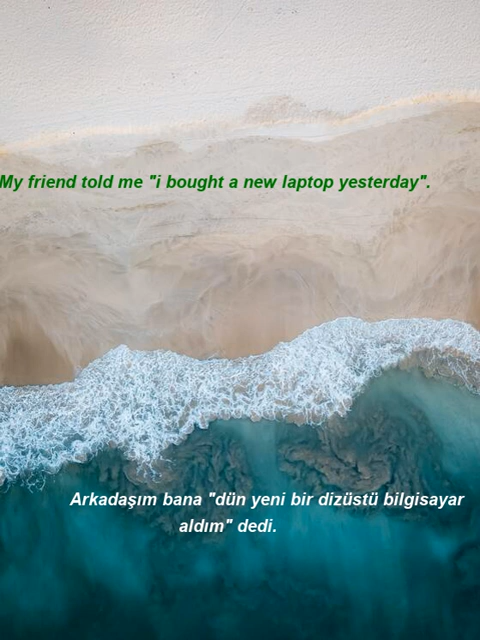 My friend told me "i bought a new laptop yesterday".
Arkadaşım bana "dün yeni bir dizüstü bilgisayar
aldım" dedi.